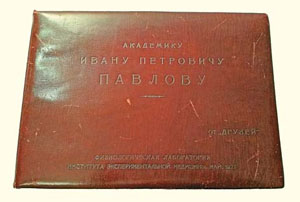 АКАДЕМИКУ
ИВАНУ ПЕТРОВИЧУ
ПАВЛОВУ
ОТ ДРУЗЕЙ
ФИЗИОЛОГИЧЕСКАЯ ЛАБОРАТОРИЯ
ИНСТИТУТА ЭКСПЕРИМЕНТАЛЬНОЙ МЕДИЦИНЫ